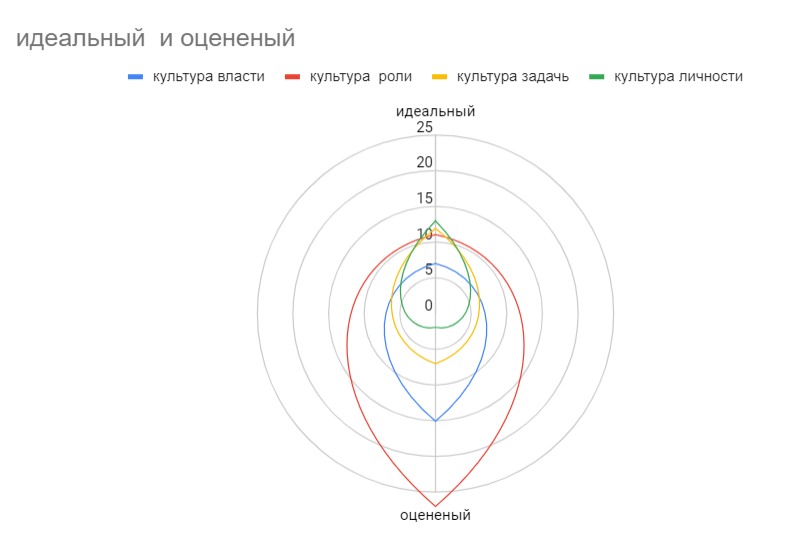 идеальный и оцененый
культура власти
культура роли
культура задачь
культура личности
идеальный
25
20
15
10
5
0
оцененый